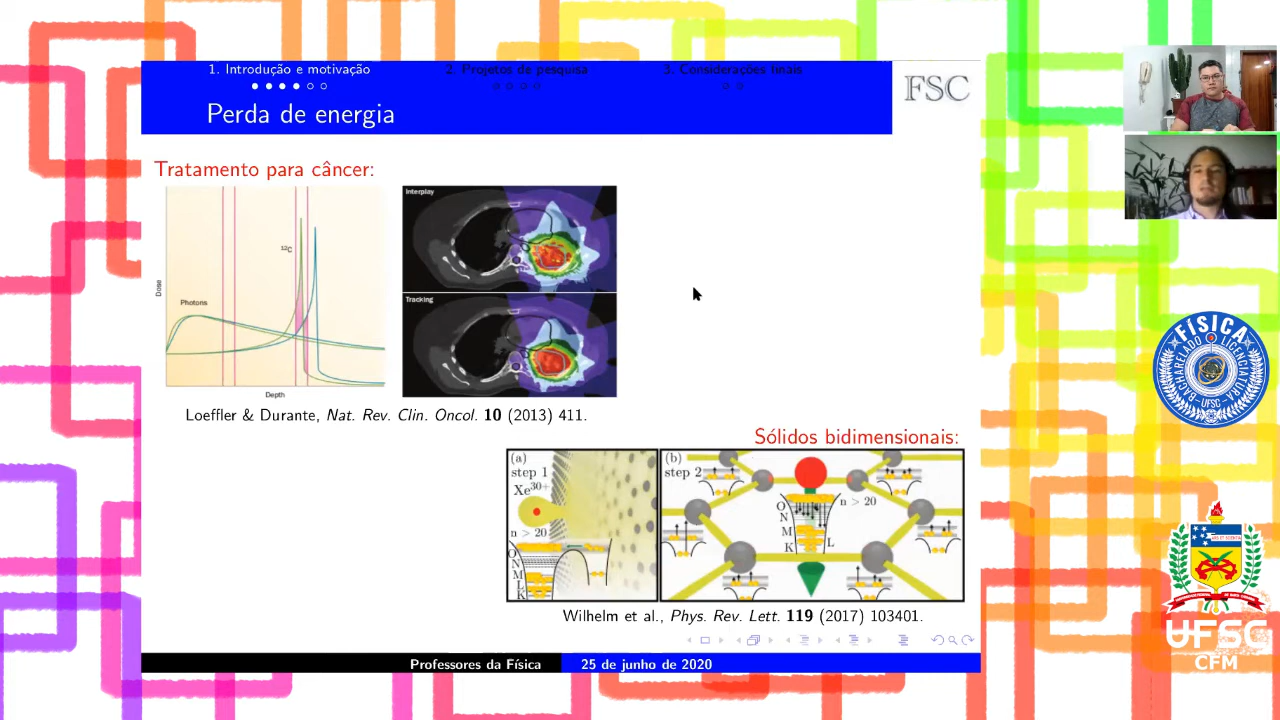 1. Introdução e motivação
2. Projetos de pesquisa
3. Considerações finais
FSC
Perda de energia
Tratamento para câncer:
Dose
12C
Photons
Depth
Interplay
Tracking
Loeffler & Durante, Nat. Rev. Clin. Oncol. 10 (2013) 411.
Sólidos bidimensionais:
(a)
step 1
Xe30+
n > 20
O
N
M
L
K
(b)
step 2
n > 20
O
N
M
K
L
Wilhelm et al., Phys. Rev. Lett. 119 (2017) 103401.
Professores da Física
25 de junho de 2020
FÍSICA
BACHARELADO
LICENCIATURA
UFSC
UFSC
CFM